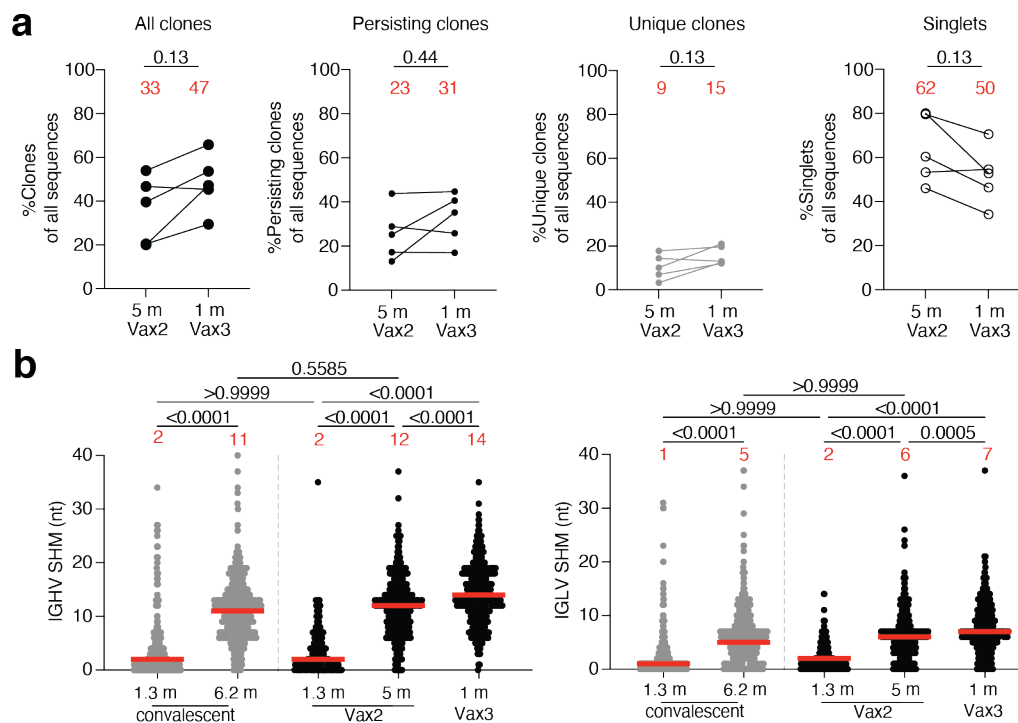 a
All clones
Persisting clones
Unique clones
Singlets
0.13
0.44
0.13
0.13
33 47
23 31
9 15
62 50
%Clones
of all sequences
100
80
60
40
20
0
5 m
Vax2
1 m
Vax3
%Persisting clones
of all sequences
100
80
60
40
20
0
5 m
Vax2
1 m
Vax3
%Unique clones
of all sequences
100
80
60
40
20
0
5 m
Vax2
1 m
Vax3
%Singlets
of all sequences
100
80
60
40
20
0
5 m
Vax2
1 m
Vax3
b
0.5585
>0.9999 <0.0001
<0.0001 <0.0001 <0.0001
2 11 2 12 14
IGHV SHM (nt)
40
30
20
10
0
1.3 m 6.2 m 1.3 m 5 m 1 m
convalescent Vax2 Vax3
>0.9999
>0.9999 <0.0001
<0.0001 <0.0001 0.0005
1 5 2 6 7
IGLV SHM (nt)
40
30
20
10
0
1.3 m 6.2 m 1.3 m 5 m 1 m
convalescent Vax2 Vax3